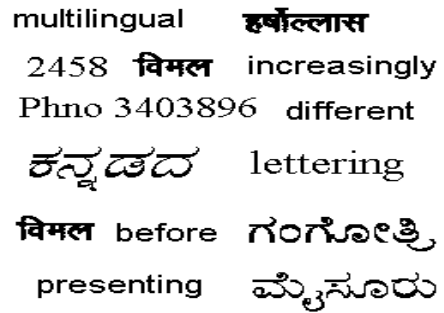 multilingual हर्षोल्लास
2458 विमल increasingly
Phno 3403896 different
ಕನ್ನಡದ lettering
विमल before ಗಂಗೋತ್ರಿ
presenting ಮೈಸೂರು